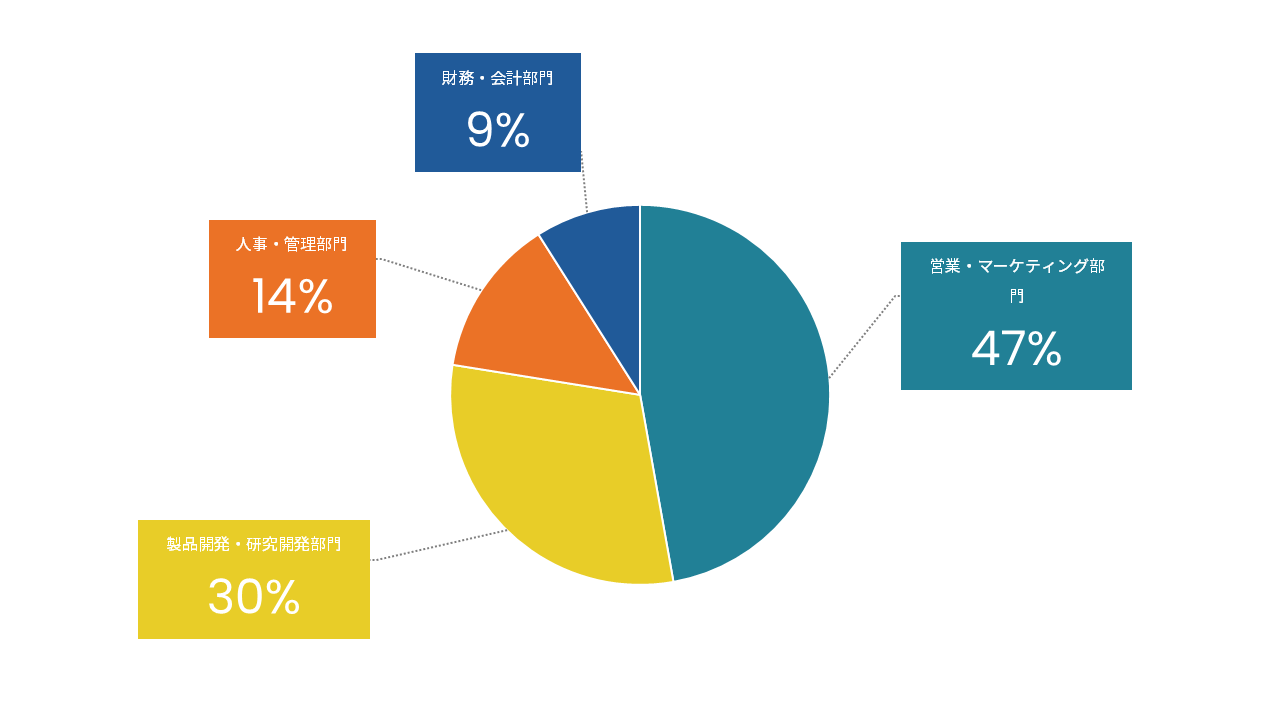 財務・会計部門
9%
人事・管理部門
14%
営業・マーケティング部
門
47%
製品開発・研究開発部門
30%